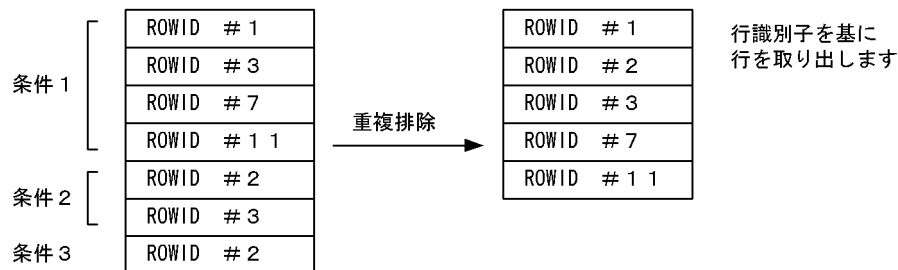 条件１
ROWID ＃１
ROWID ＃３
ROWID ＃７
ROWID ＃１１
条件２
ROWID ＃２
ROWID ＃３
条件３
ROWID ＃２
重複排除
ROWID ＃１
ROWID ＃２
ROWID ＃３
ROWID ＃７
ROWID ＃１１
行識別子を基に
行を取り出します